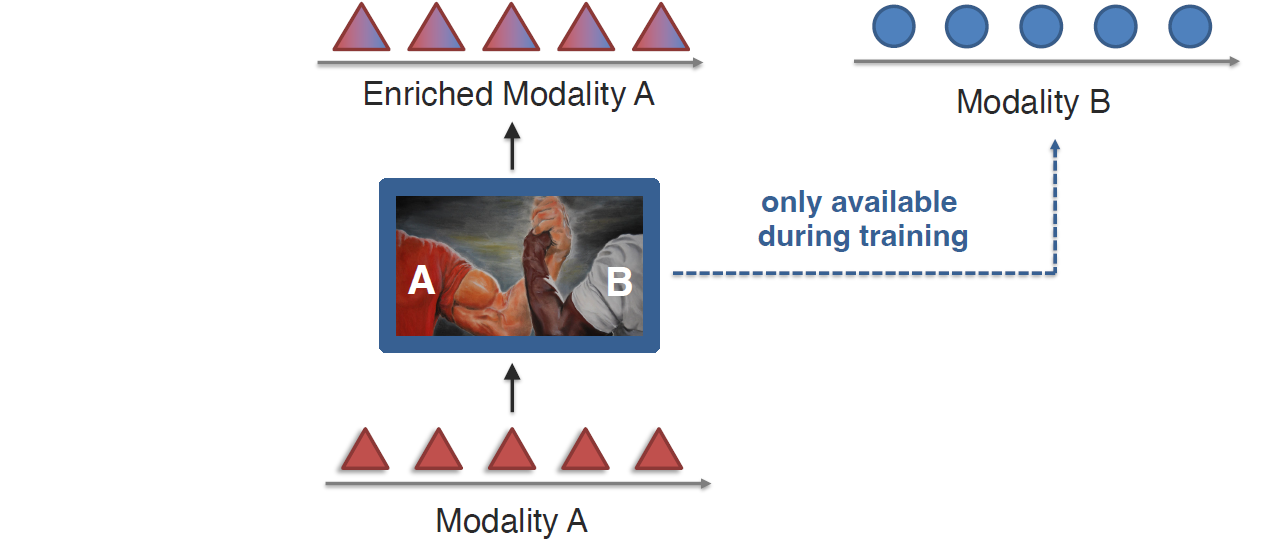 Enriched Modality A
Modality B
only available
during training
A
B
Modality A